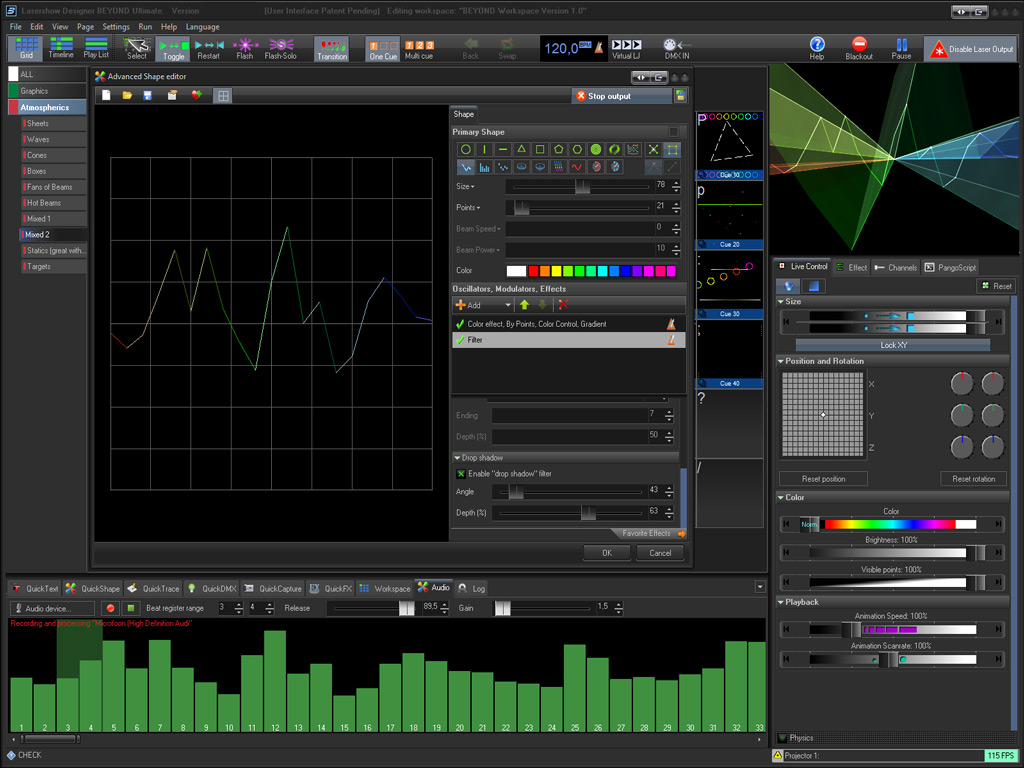 Lasershow Designer BEYOND Ultimate. Version [User Interface Patent Pending] Editing workspace: "BEYOND Workspace Version 1.0"
File Edit View Page Settings Run Help Language
Grid Timeline Play List Select Toggle Restart Flash Flash-Solo Transition One Cue Multi cue Back Swap 120,0 BPM Virtual LJ DMX IN Help Blackout Pause Disable Laser Output
1 1 2 3
ALL
Graphics
Atmospherics
Sheets
Waves
Cones
Boxes
Fans of Beams
Hot Beams
Mixed 1
Mixed 2
Statics (great with..
Targets
Advanced Shape editor
Stop output
Shape
Primary Shape
Size 78
Points 21
Beam Speed 0
Beam Power 10
Color
Oscillators, Modulators, Effects
Add
Color effect, By Points, Color Control, Gradient
Filter
Ending 7
Depth (%) 50
Drop shadow
Enable "drop shadow" filter
Angle 43
Depth (%) 63
Favorite Effects
OK Cancel
P
Cue 10
p
Cue 20
Cue 30
Cue 40
?
/
Live Control Effect Channels PangoScript
Reset
Size
Lock XY
Position and Rotation
X
Y
Z
Reset position Reset rotation
Color
Color
Norm
Brightness: 100%
Visible points: 100%
Playback
Animation Speed: 100%
Animation Scanrate: 100%
Physics
Projector 1: 115 FPS
QuickText QuickShape QuickTrace QuickDMX QuickCapture QuickFX Workspace Audio Log
Audio device... Beat register range 3 4 Release 89,5 Gain 1,5
Recording and processing "Microfoon (High Definition Audi"
1 2 3 4 5 6 7 8 9 10 11 12 13 14 15 16 17 18 19 20 21 22 23 24 25 26 27 28 29 30 31 32 33
CHECK